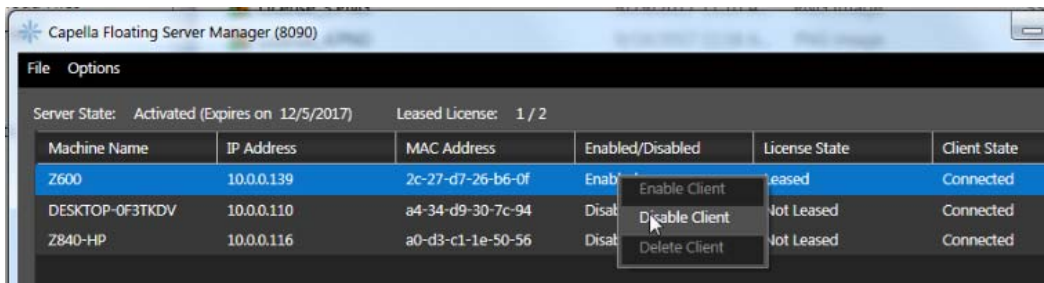 Capella Floating Server Manager (8090)
File Options
Server State: Activated (Expires on 12/5/2017) Leased License: 1 / 2
Machine Name IP Address MAC Address Enabled/Disabled License State Client State
Z600 10.0.0.139 2c-27-d7-26-b6-0f Enab Leased Connected
Enable Client
DESKTOP-0F3TKDV 10.0.0.110 a4-34-d9-30-7c-94 Disab Not Leased Connected
Disable Client
Z840-HP 10.0.0.116 a0-d3-c1-1e-50-56 Disab Not Leased Connected
Delete Client